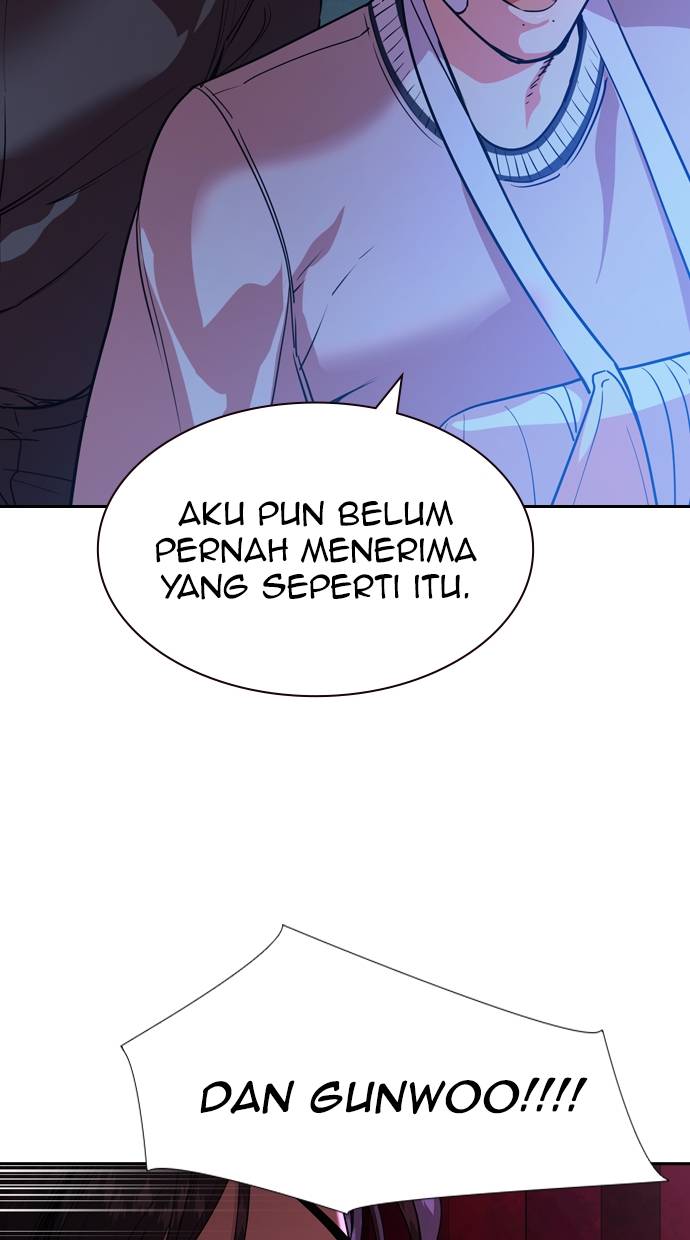 AKU PUN BELUM
PERNAH MENERIMA
YANG SEPERTI ITU.
DAN GUNWOO!!!!